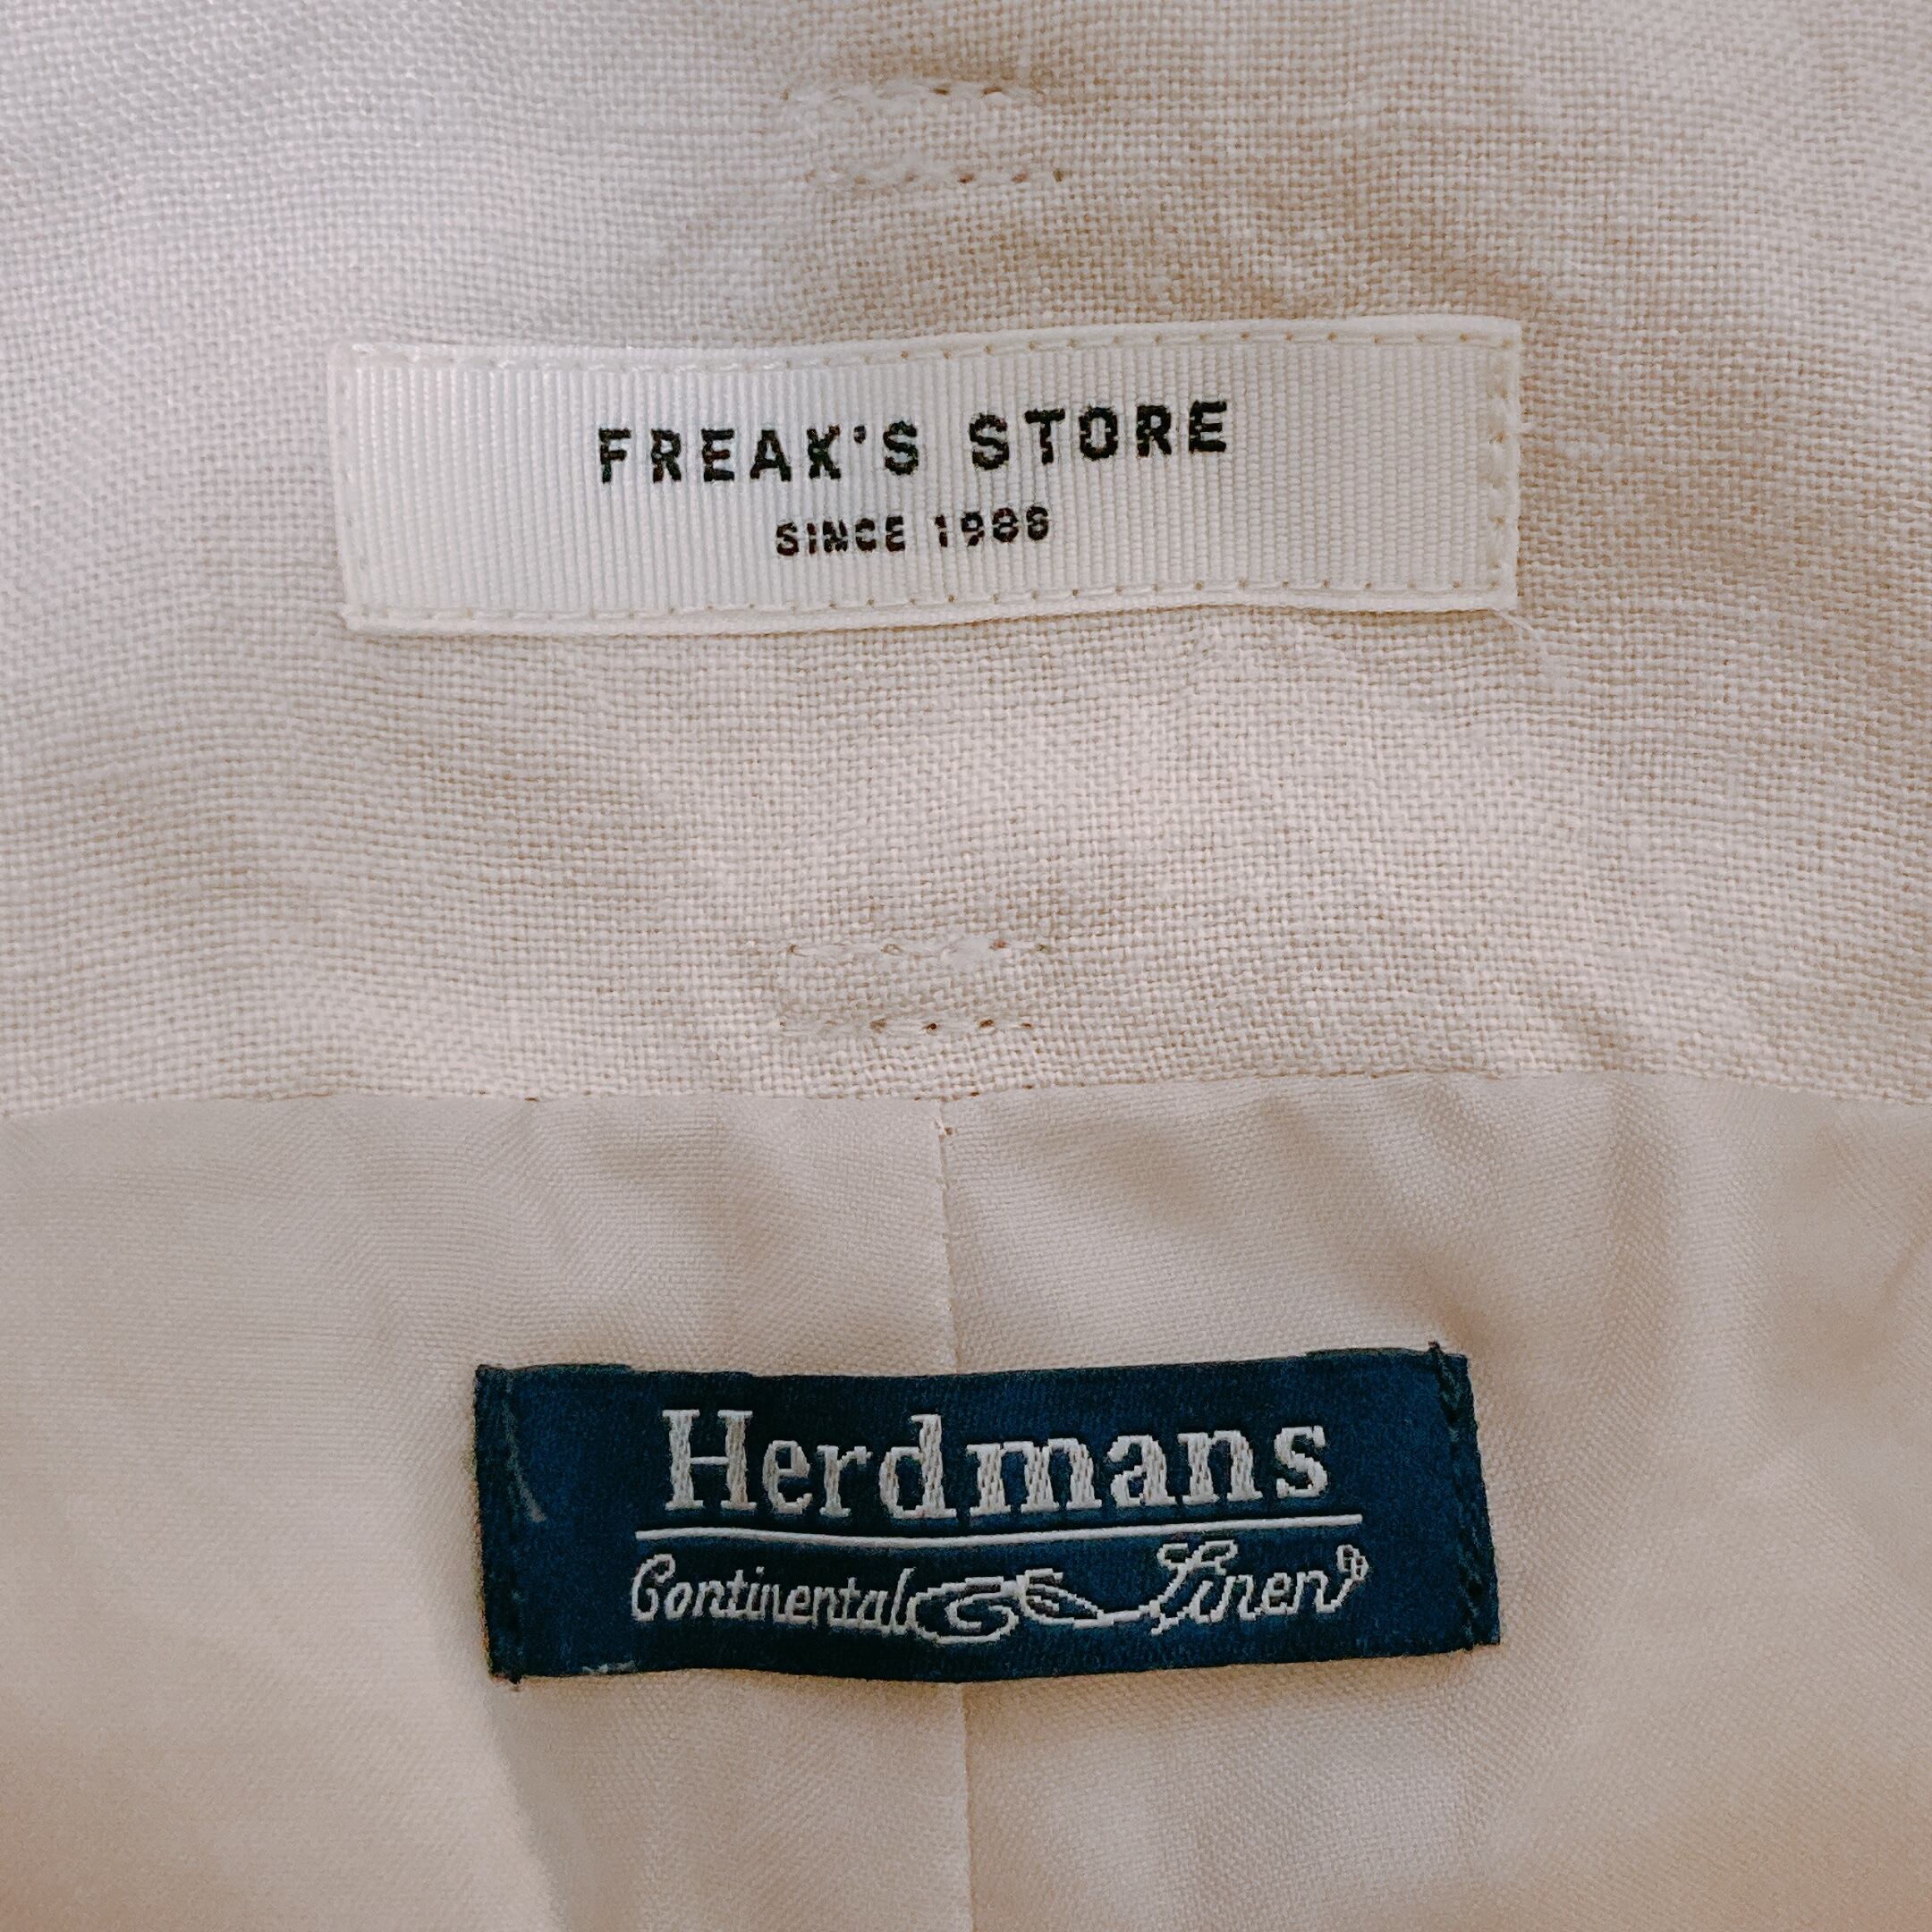 FREAK'S STORE
SINCE 1986
Herdmans
Continental Linen